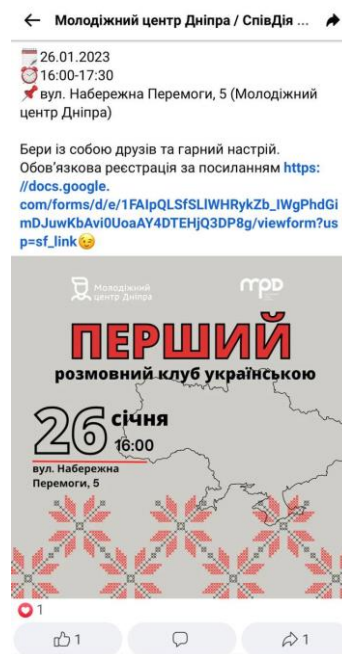 Молодіжний центр Дніпра / СпівДія ...
26.01.2023
16:00-17:30
вул. Набережна Перемоги, 5 (Молодіжний
центр Дніпра)
Бери із собою друзів та гарний настрій.
Обов'язкова реєстрація за посиланням https:
//docs.google.
com/forms/d/e/1FAIpQLSfSLlWHRykZb_IWgPhdGi
mDJuwKbAvi0UoaAY4DTEHjQ3DP8g/viewform?us
p=sf_link
Молодіжний
центр Дніпра
mpD
ПЕРШИЙ
розмовний клуб українською
26 січня
16:00
вул. Набережна
Перемоги, 5
1
1
1